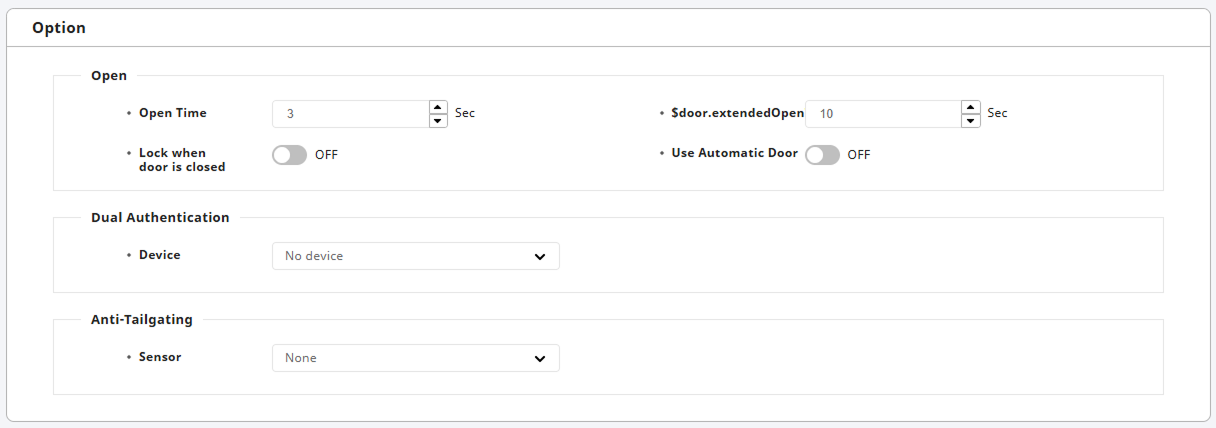 Option
Open
Open Time 3 Sec $door.extendedOpen 10 Sec
Lock when
door is closed OFF Use Automatic Door OFF
Dual Authentication
Device No device
Anti-Tailgating
Sensor None